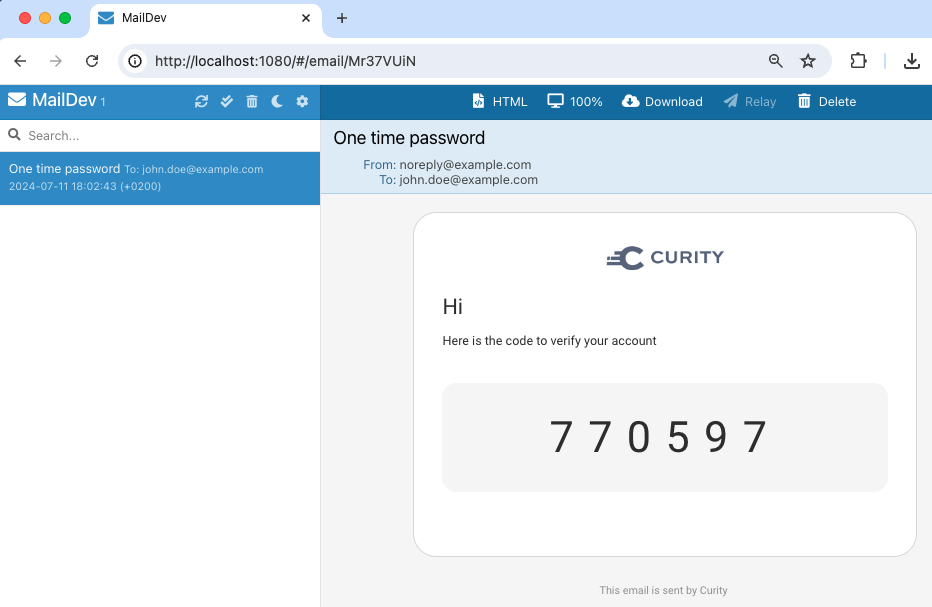 MailDev
http://localhost:1080/#/email/Mr37VUiN
MailDev 1
HTML 100% Download Relay Delete
Search...
One time password To: john.doe@example.com
2024-07-11 18:02:43 (+0200)
One time password
From: noreply@example.com
To: john.doe@example.com
CURITY
Hi
Here is the code to verify your account
7 7 0 5 9 7
This email is sent by Curity